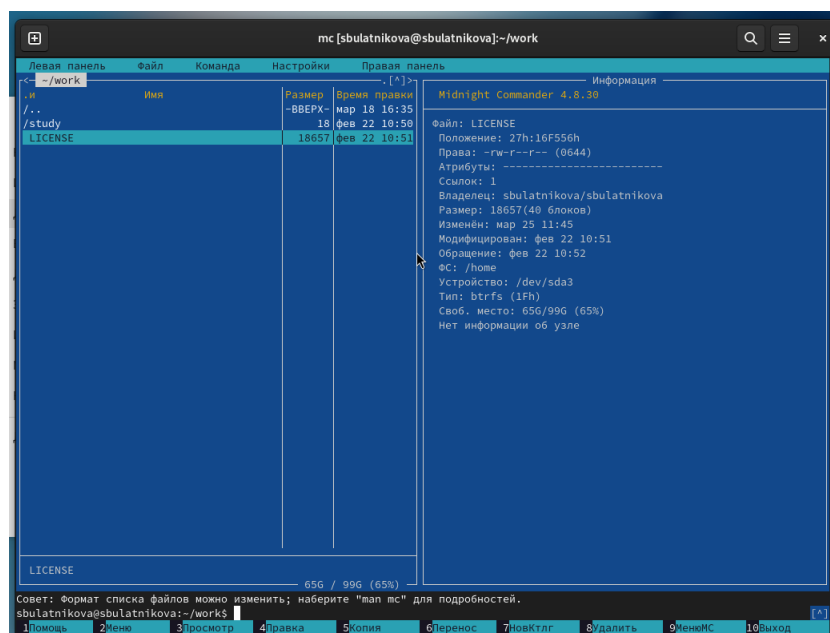 mc [sbulatnikova@sbulatnikova]:~/work
Левая панель Файл Команда Настройки Правая панель
<- ~/work .[^]>
.и Имя Размер Время правки
/.. -ВВЕРХ- мар 18 16:35
/study 18 фев 22 10:50
LICENSE 18657 фев 22 10:51
LICENSE
65G / 99G (65%)
Информация
Midnight Commander 4.8.30
Файл: LICENSE
Положение: 27h:16F556h
Права: -rw-r--r-- (0644)
Атрибуты: -------------------------
Ссылок: 1
Владелец: sbulatnikova/sbulatnikova
Размер: 18657(40 блоков)
Изменён: мар 25 11:45
Модифицирован: фев 22 10:51
Обращение: фев 22 10:52
ФС: /home
Устройство: /dev/sda3
Тип: btrfs (1Fh)
Своб. место: 65G/99G (65%)
Нет информации об узле
Совет: Формат списка файлов можно изменить; наберите "man mc" для подробностей.
sbulatnikova@sbulatnikova:~/work$ [^]
1Помощь 2Меню 3Просмотр 4Правка 5Копия 6Перенос 7НовКтлг 8Удалить 9МенюMC 10Выход